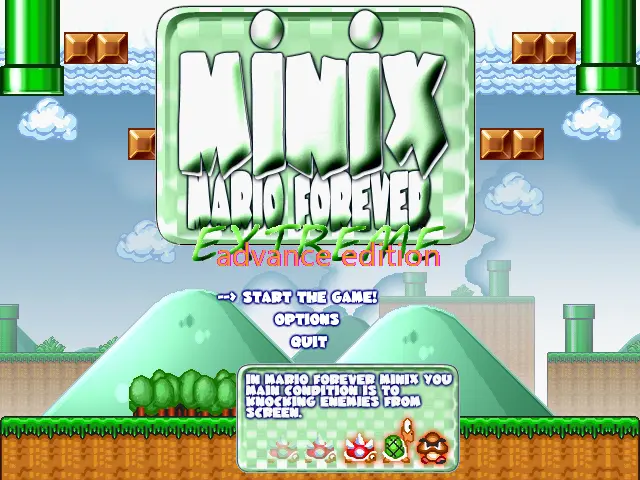 MiNiX
MARIO FOREVER
EXTREME
advance edition
--> START THE GAME!
OPTIONS
QUIT
IN MARIO FOREVER MINIX YOU
MAIN CONDITION IS TO
KNOCKING ENEMIES FROM
SCREEN.